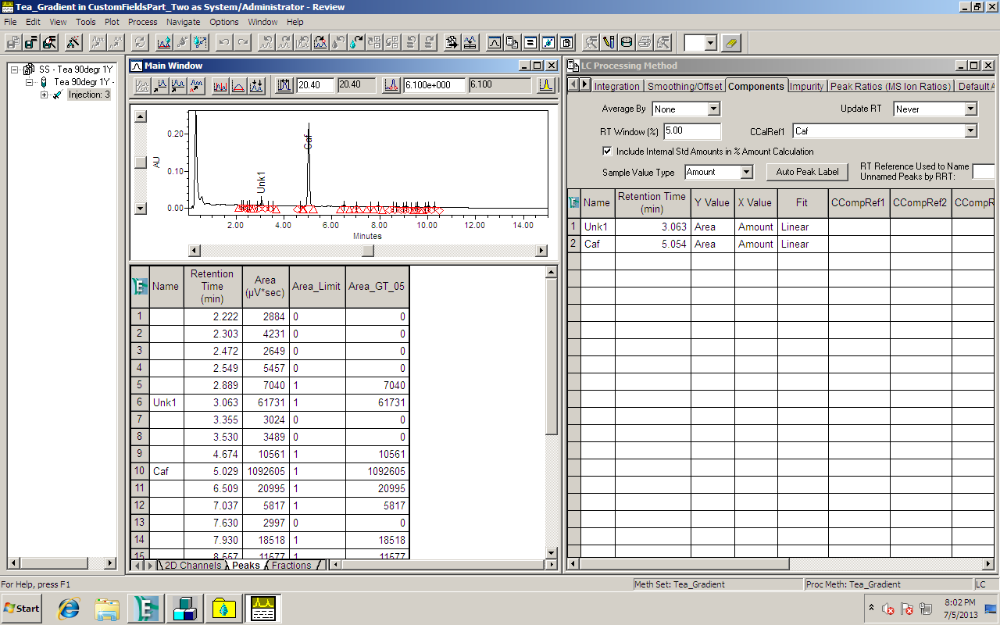 Tea_Gradient in CustomFieldsPart_Two as System/Administrator - Review
File Edit View Tools Plot Process Navigate Options Window Help
SS - Tea 90degr 1Y
Tea 90degr 1Y -
Injection: 3
Main Window
20.40 20.40 6.100e+000 6.100
AU
0.20
0.10
0.00
Unk1
Caf
2.00 4.00 6.00 8.00 10.00 12.00 14.00
Minutes
Name Retention Time (min) Area (µV*sec) Area_Limit Area_GT_05
1 2.222 2884 0 0
2 2.303 4231 0 0
3 2.472 2649 0 0
4 2.549 5457 0 0
5 2.889 7040 1 7040
6 Unk1 3.063 61731 1 61731
7 3.355 3024 0 0
8 3.530 3489 0 0
9 4.674 10561 1 10561
10 Caf 5.029 1092605 1 1092605
11 6.509 20995 1 20995
12 7.037 5817 1 5817
13 7.630 2997 0 0
14 7.930 18518 1 18518
15 8.557 11577 1 11577
2D Channels Peaks Fractions
LC Processing Method
Integration Smoothing/Offset Components Impurity Peak Ratios (MS Ion Ratios) Default A
Average By None Update RT Never
RT Window (%) 5.00 CCalRef1 Caf
Include Internal Std Amounts in % Amount Calculation
Sample Value Type Amount Auto Peak Label RT Reference Used to Name Unnamed Peaks by RRT:
Name Retention Time (min) Y Value X Value Fit CCompRef1 CCompRef2 CCompR
1 Unk1 3.063 Area Amount Linear
2 Caf 5.054 Area Amount Linear
For Help, press F1 Meth Set: Tea_Gradient Proc Meth: Tea_Gradient LC
Start 8:02 PM
7/5/2013